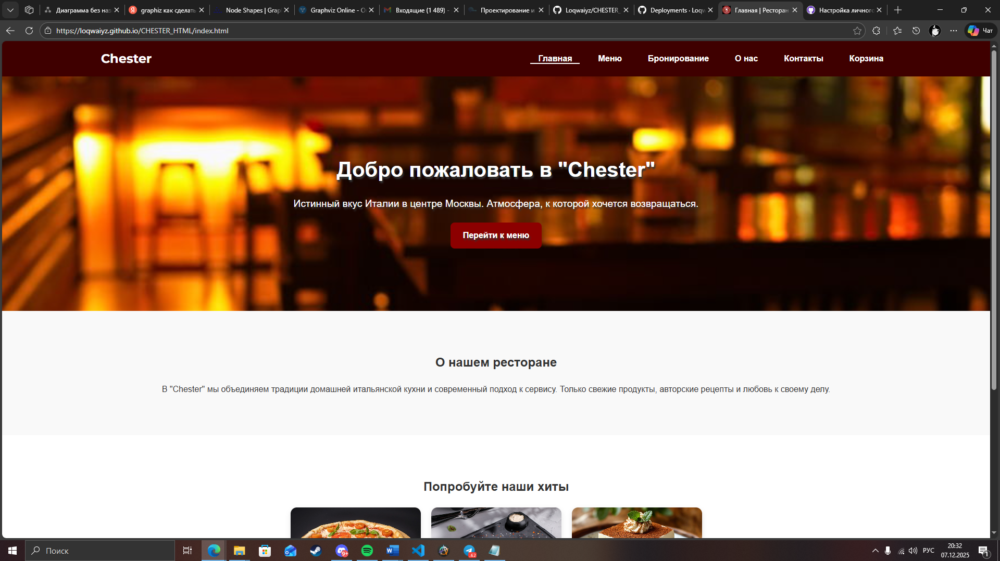 Диаграмма без наз
graphiz как сделать
Node Shapes | Grap
Graphviz Online - O
Входящие (1 489) -
Проектирование и
Loqwaiyz/CHESTER_
Deployments · Loqw
Главная | Ресторан
Настройка личного
https://loqwaiyz.github.io/CHESTER_HTML/index.html
Чат
Chester
Главная
Меню
Бронирование
О нас
Контакты
Корзина
Добро пожаловать в "Chester"
Истинный вкус Италии в центре Москвы. Атмосфера, к которой хочется возвращаться.
Перейти к меню
О нашем ресторане
В "Chester" мы объединяем традиции домашней итальянской кухни и современный подход к сервису. Только свежие продукты, авторские рецепты и любовь к своему делу.
Попробуйте наши хиты
Поиск
9+
62
РУС
20:32
07.12.2025
1